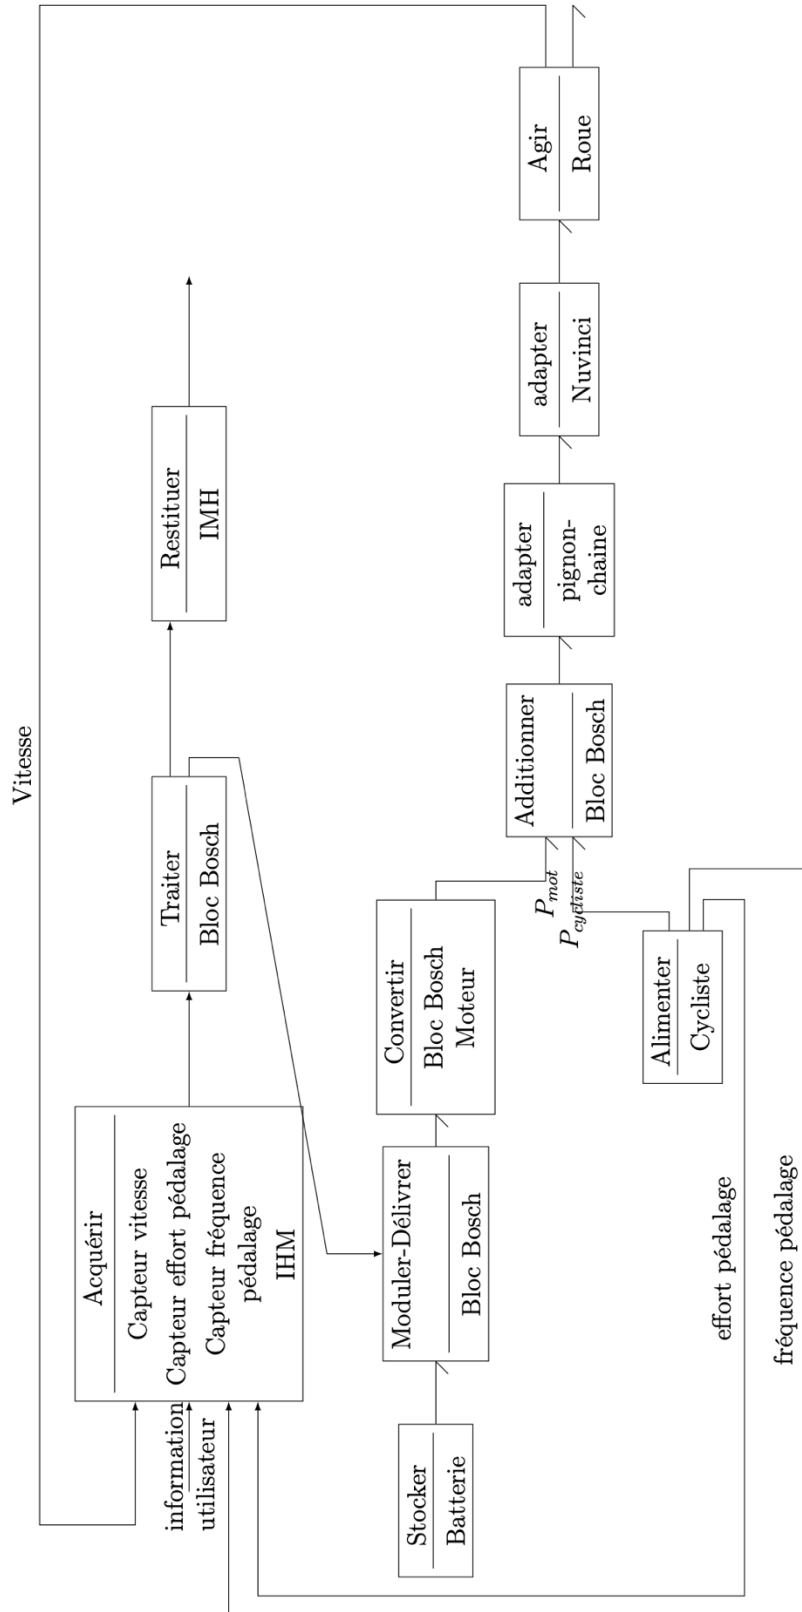 Vitesse
Acquérir
Capteur vitesse
Capteur effort pédalage
Capteur fréquence
pédalage
IHM
information
utilisateur
Traiter
Bloc Bosch
Restituer
IMH
Stocker
Batterie
Moduler-Délivrer
Bloc Bosch
Convertir
Bloc Bosch
Moteur
P_mot
P_cycliste
Additionner
Bloc Bosch
adapter
pignon-
chaine
adapter
Nuvinci
Agir
Roue
Alimenter
Cycliste
effort pédalage
fréquence pédalage